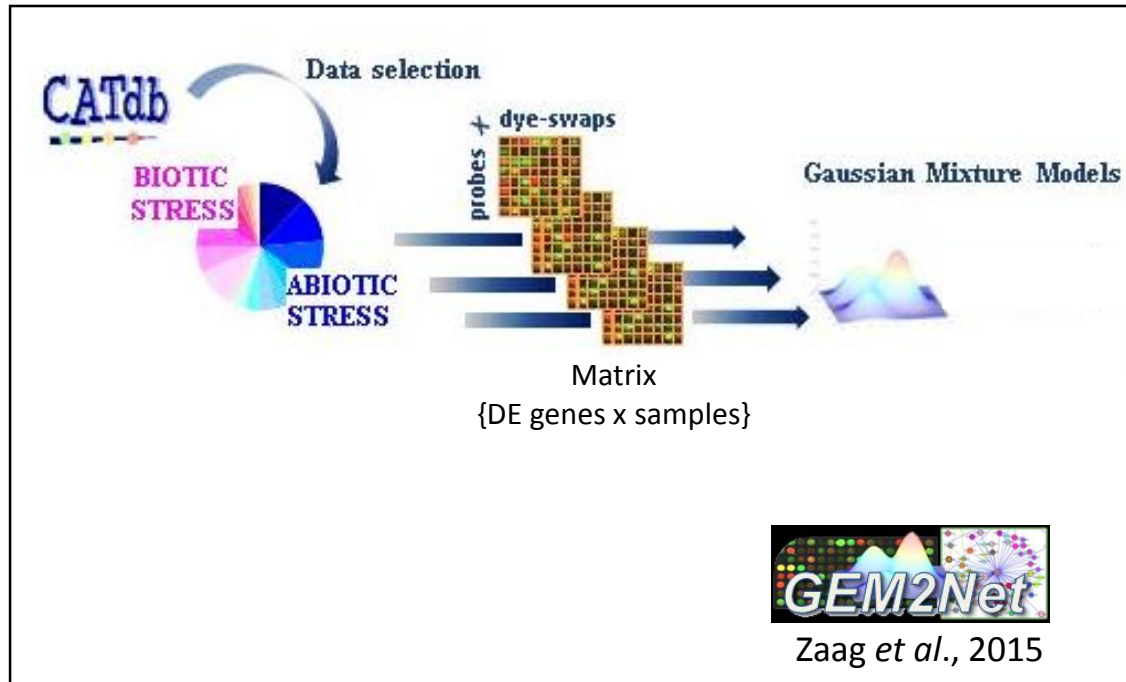 CATdb
Data selection
BIOTIC
STRESS
ABIOTIC
STRESS
probes x dye-swaps
Gaussian Mixture Models
Matrix
{DE genes x samples}
GEM2Net
Zaag et al., 2015